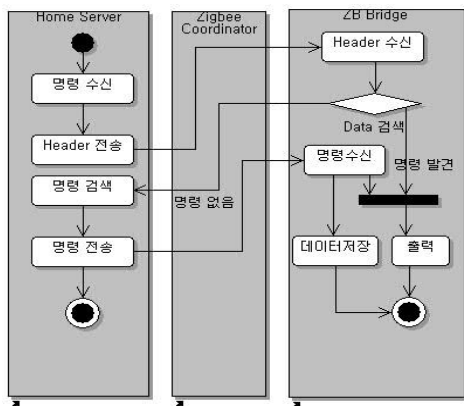 Home Server
Zigbee
Coordinator
ZB Bridge
Header 수신
명령 수신
Data 검색
Header 전송
명령수신
명령 발견
명령 검색
명령 없음
명령 전송
데이터저장
출력